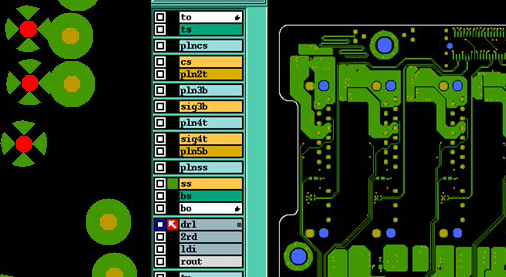 to
ts
plncs
cs
pln2t
pln3b
sig3b
pln4t
sig4t
pln5b
plnss
ss
bs
bo
drl
2rd
ldi
rout